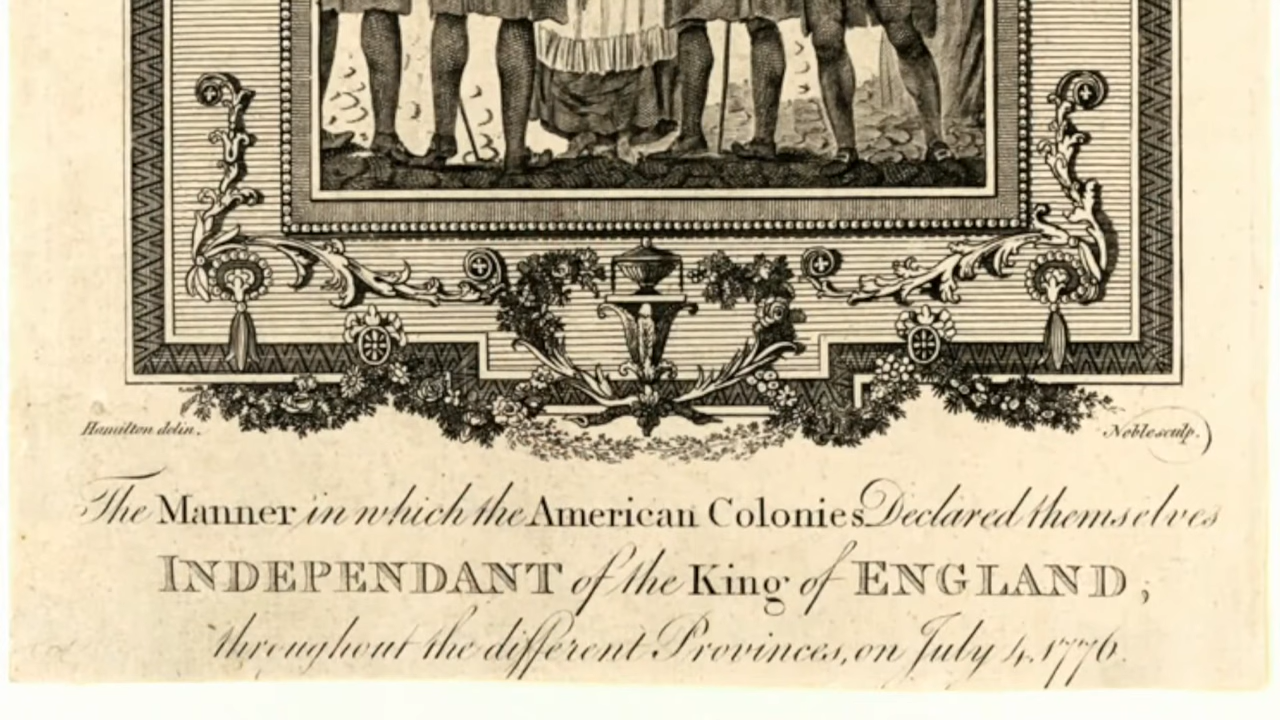 Hamilton delin.
Noble sculp.
The Manner in which the American Colonies Declared themselves
INDEPENDANT of the King of ENGLAND;
throughout the different Provinces, on July 4. 1776.